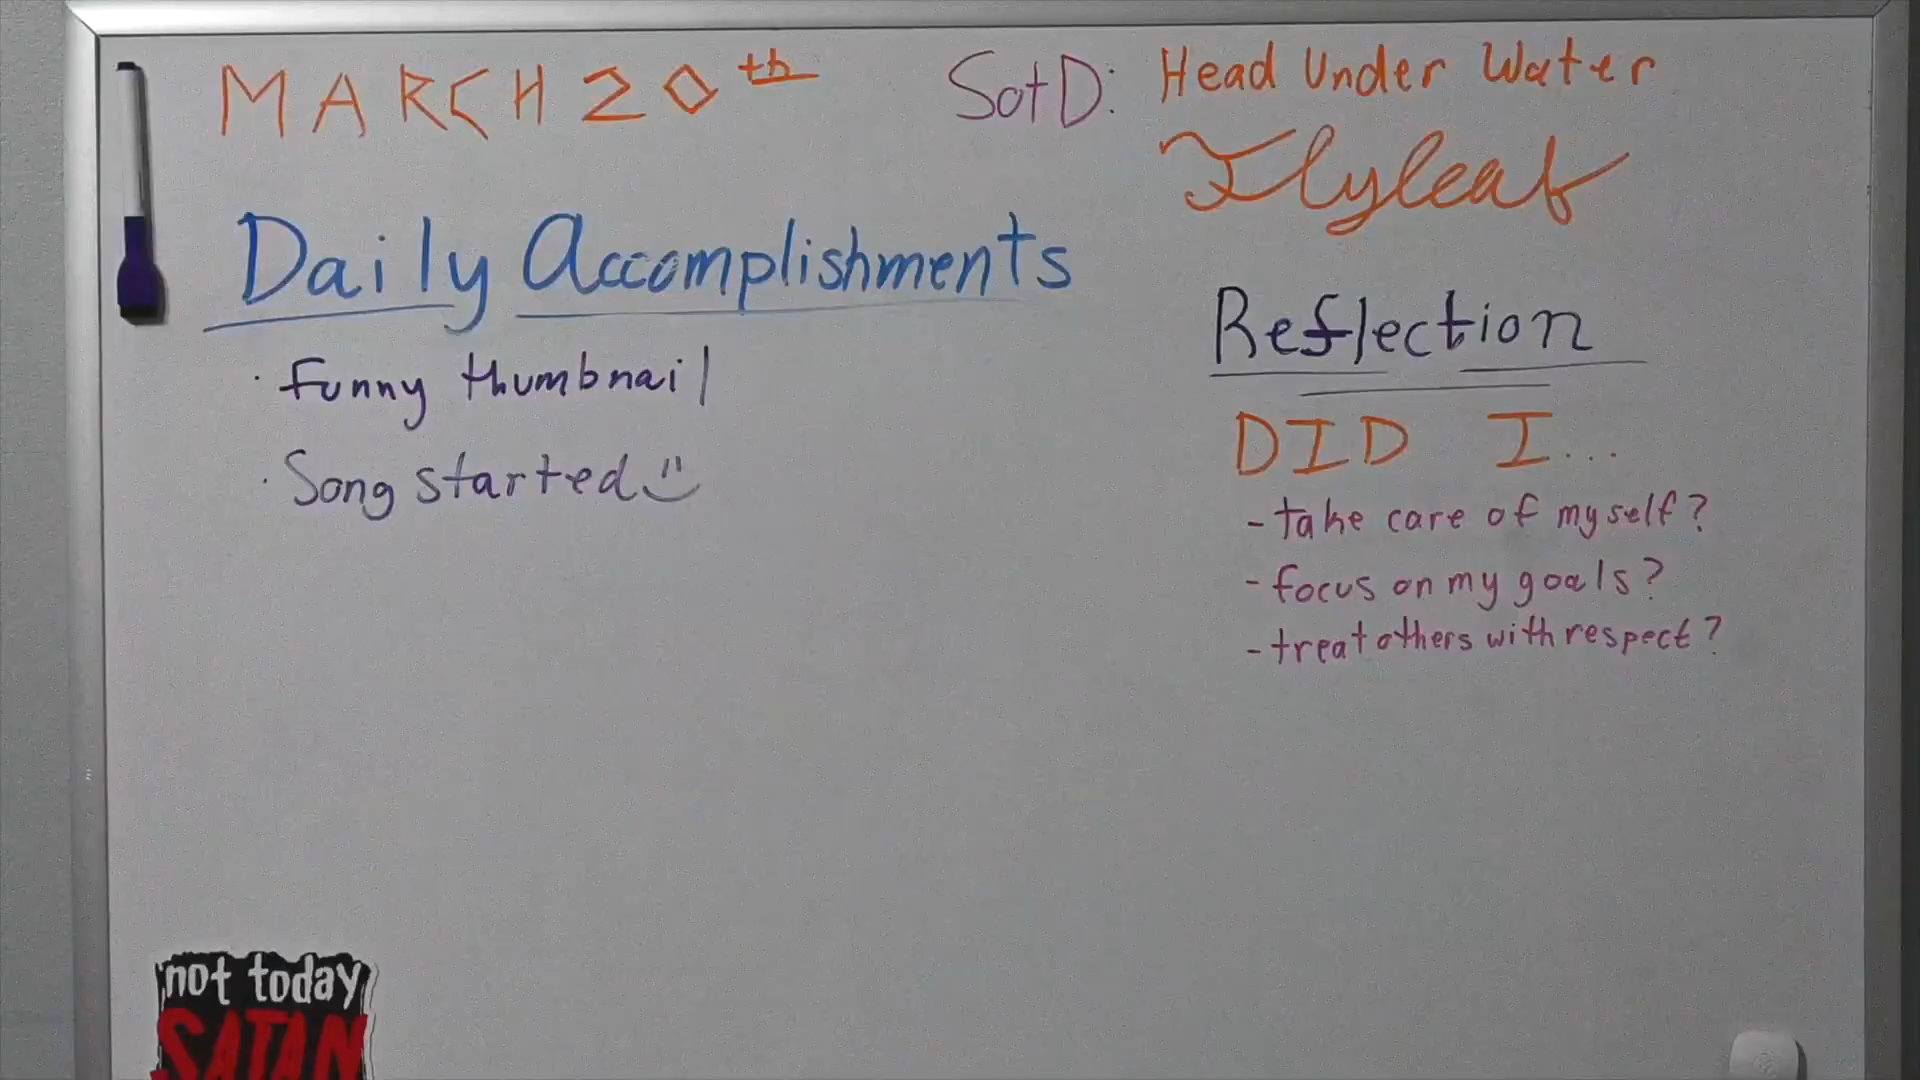 MARCH 20th
SotD: Head Under Water
Flyleaf
Daily Accomplishments
· funny thumbnail
· Song started
Reflection
DID I...
- take care of myself?
- focus on my goals?
- treat others with respect?
not today
SATAN